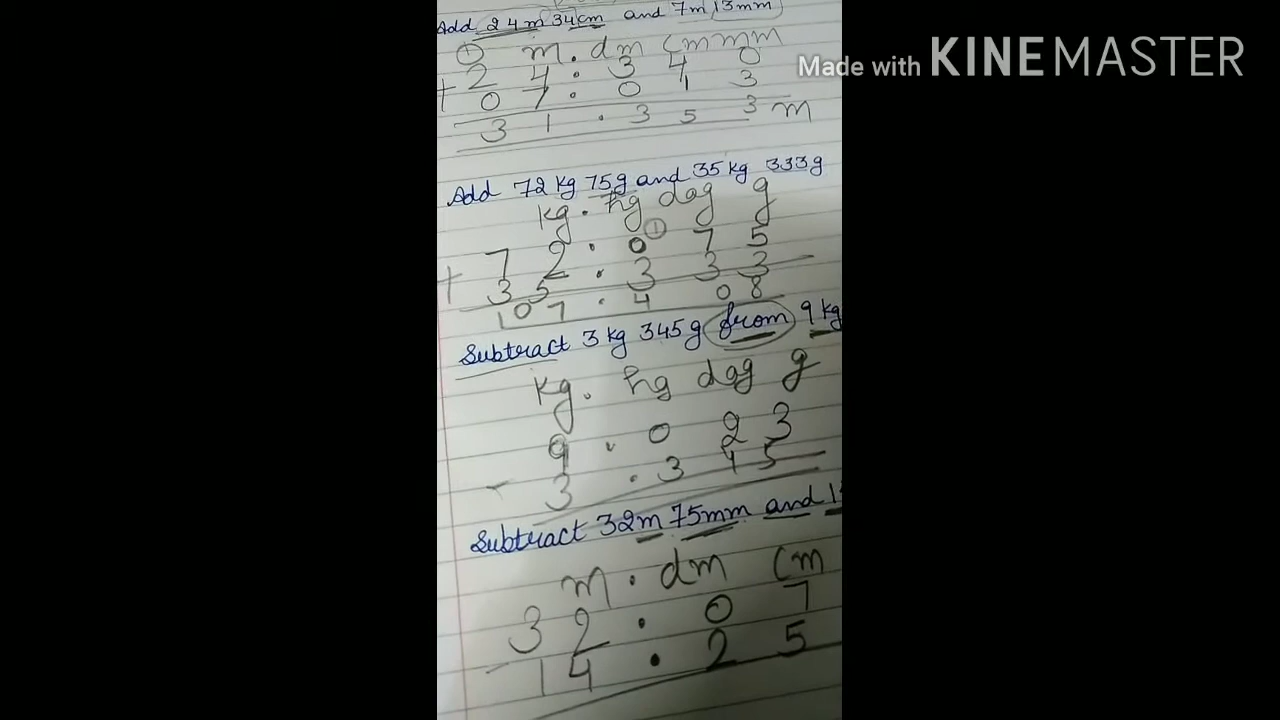 Add 24m 34cm and 7m 13mm
Made with KINEMASTER
1 m. dm cm mm
2 4 . 3 4 0
+ 0 7 . 0 1 3
3 1 . 3 5 3 m
Add 72 kg 75g and 35 kg 333g
kg. hg dag g
1
7 2 . 0 7 5
+ 3 5 . 3 3 3
1 0 7 . 4 0 8
Subtract 3 kg 345g from 9 kg
kg. hg dag g
9 . 0 2 3
- 3 . 3 4 5
Subtract 32m 75mm and 1
m . dm cm
3 2 . 0 7
- 1 4 . 2 5